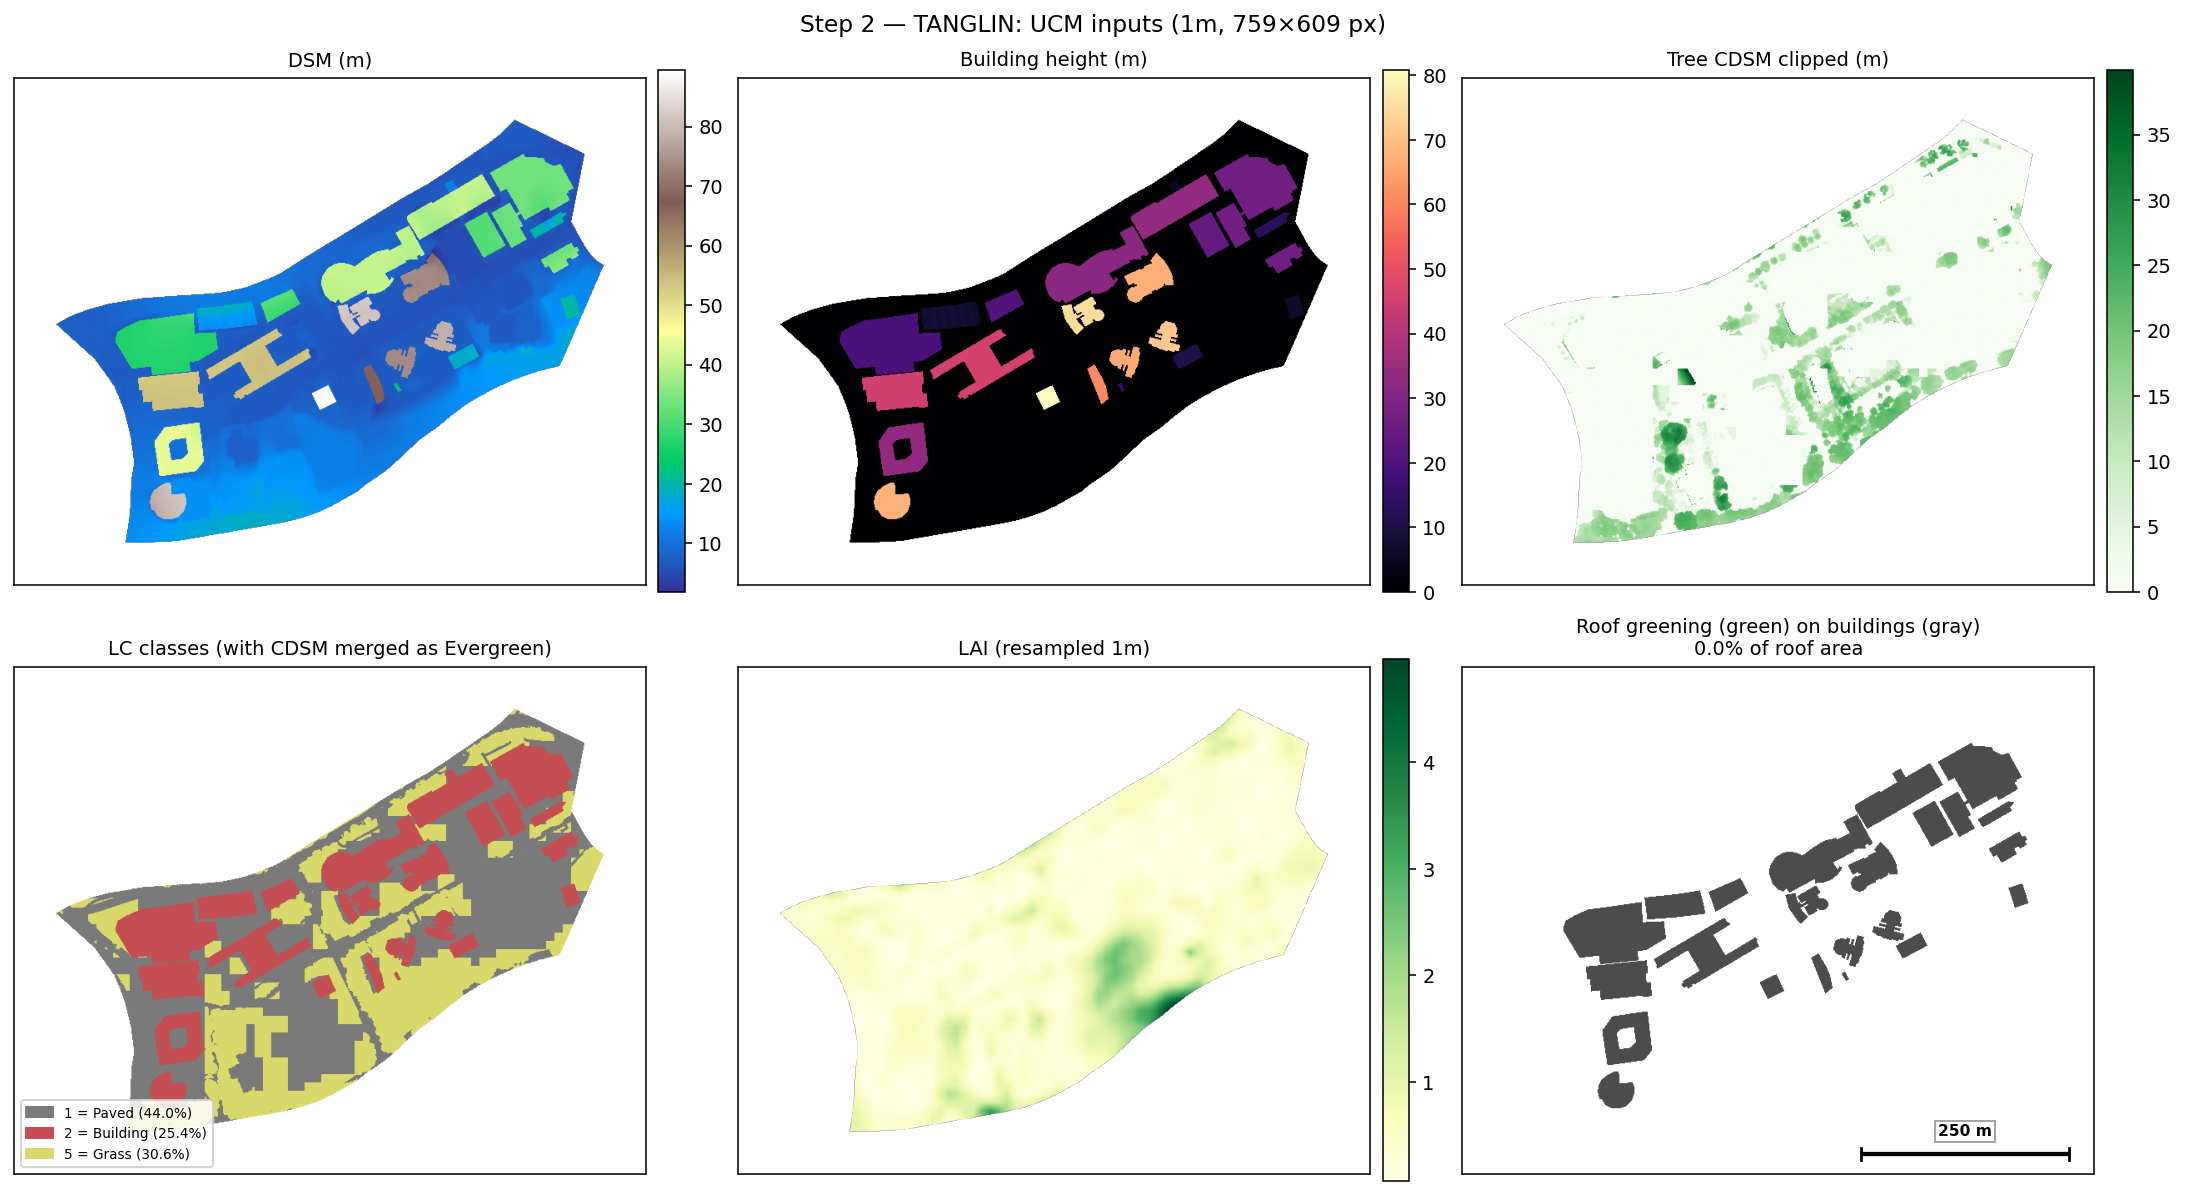 Step 2 — TANGLIN: UCM inputs (1m, 759×609 px)
DSM (m)
80
70
60
50
40
30
20
10
Building height (m)
80
70
60
50
40
30
20
10
0
Tree CDSM clipped (m)
35
30
25
20
15
10
5
0
LC classes (with CDSM merged as Evergreen)
1 = Paved (44.0%)
2 = Building (25.4%)
5 = Grass (30.6%)
LAI (resampled 1m)
4
3
2
1
Roof greening (green) on buildings (gray)
0.0% of roof area
250 m